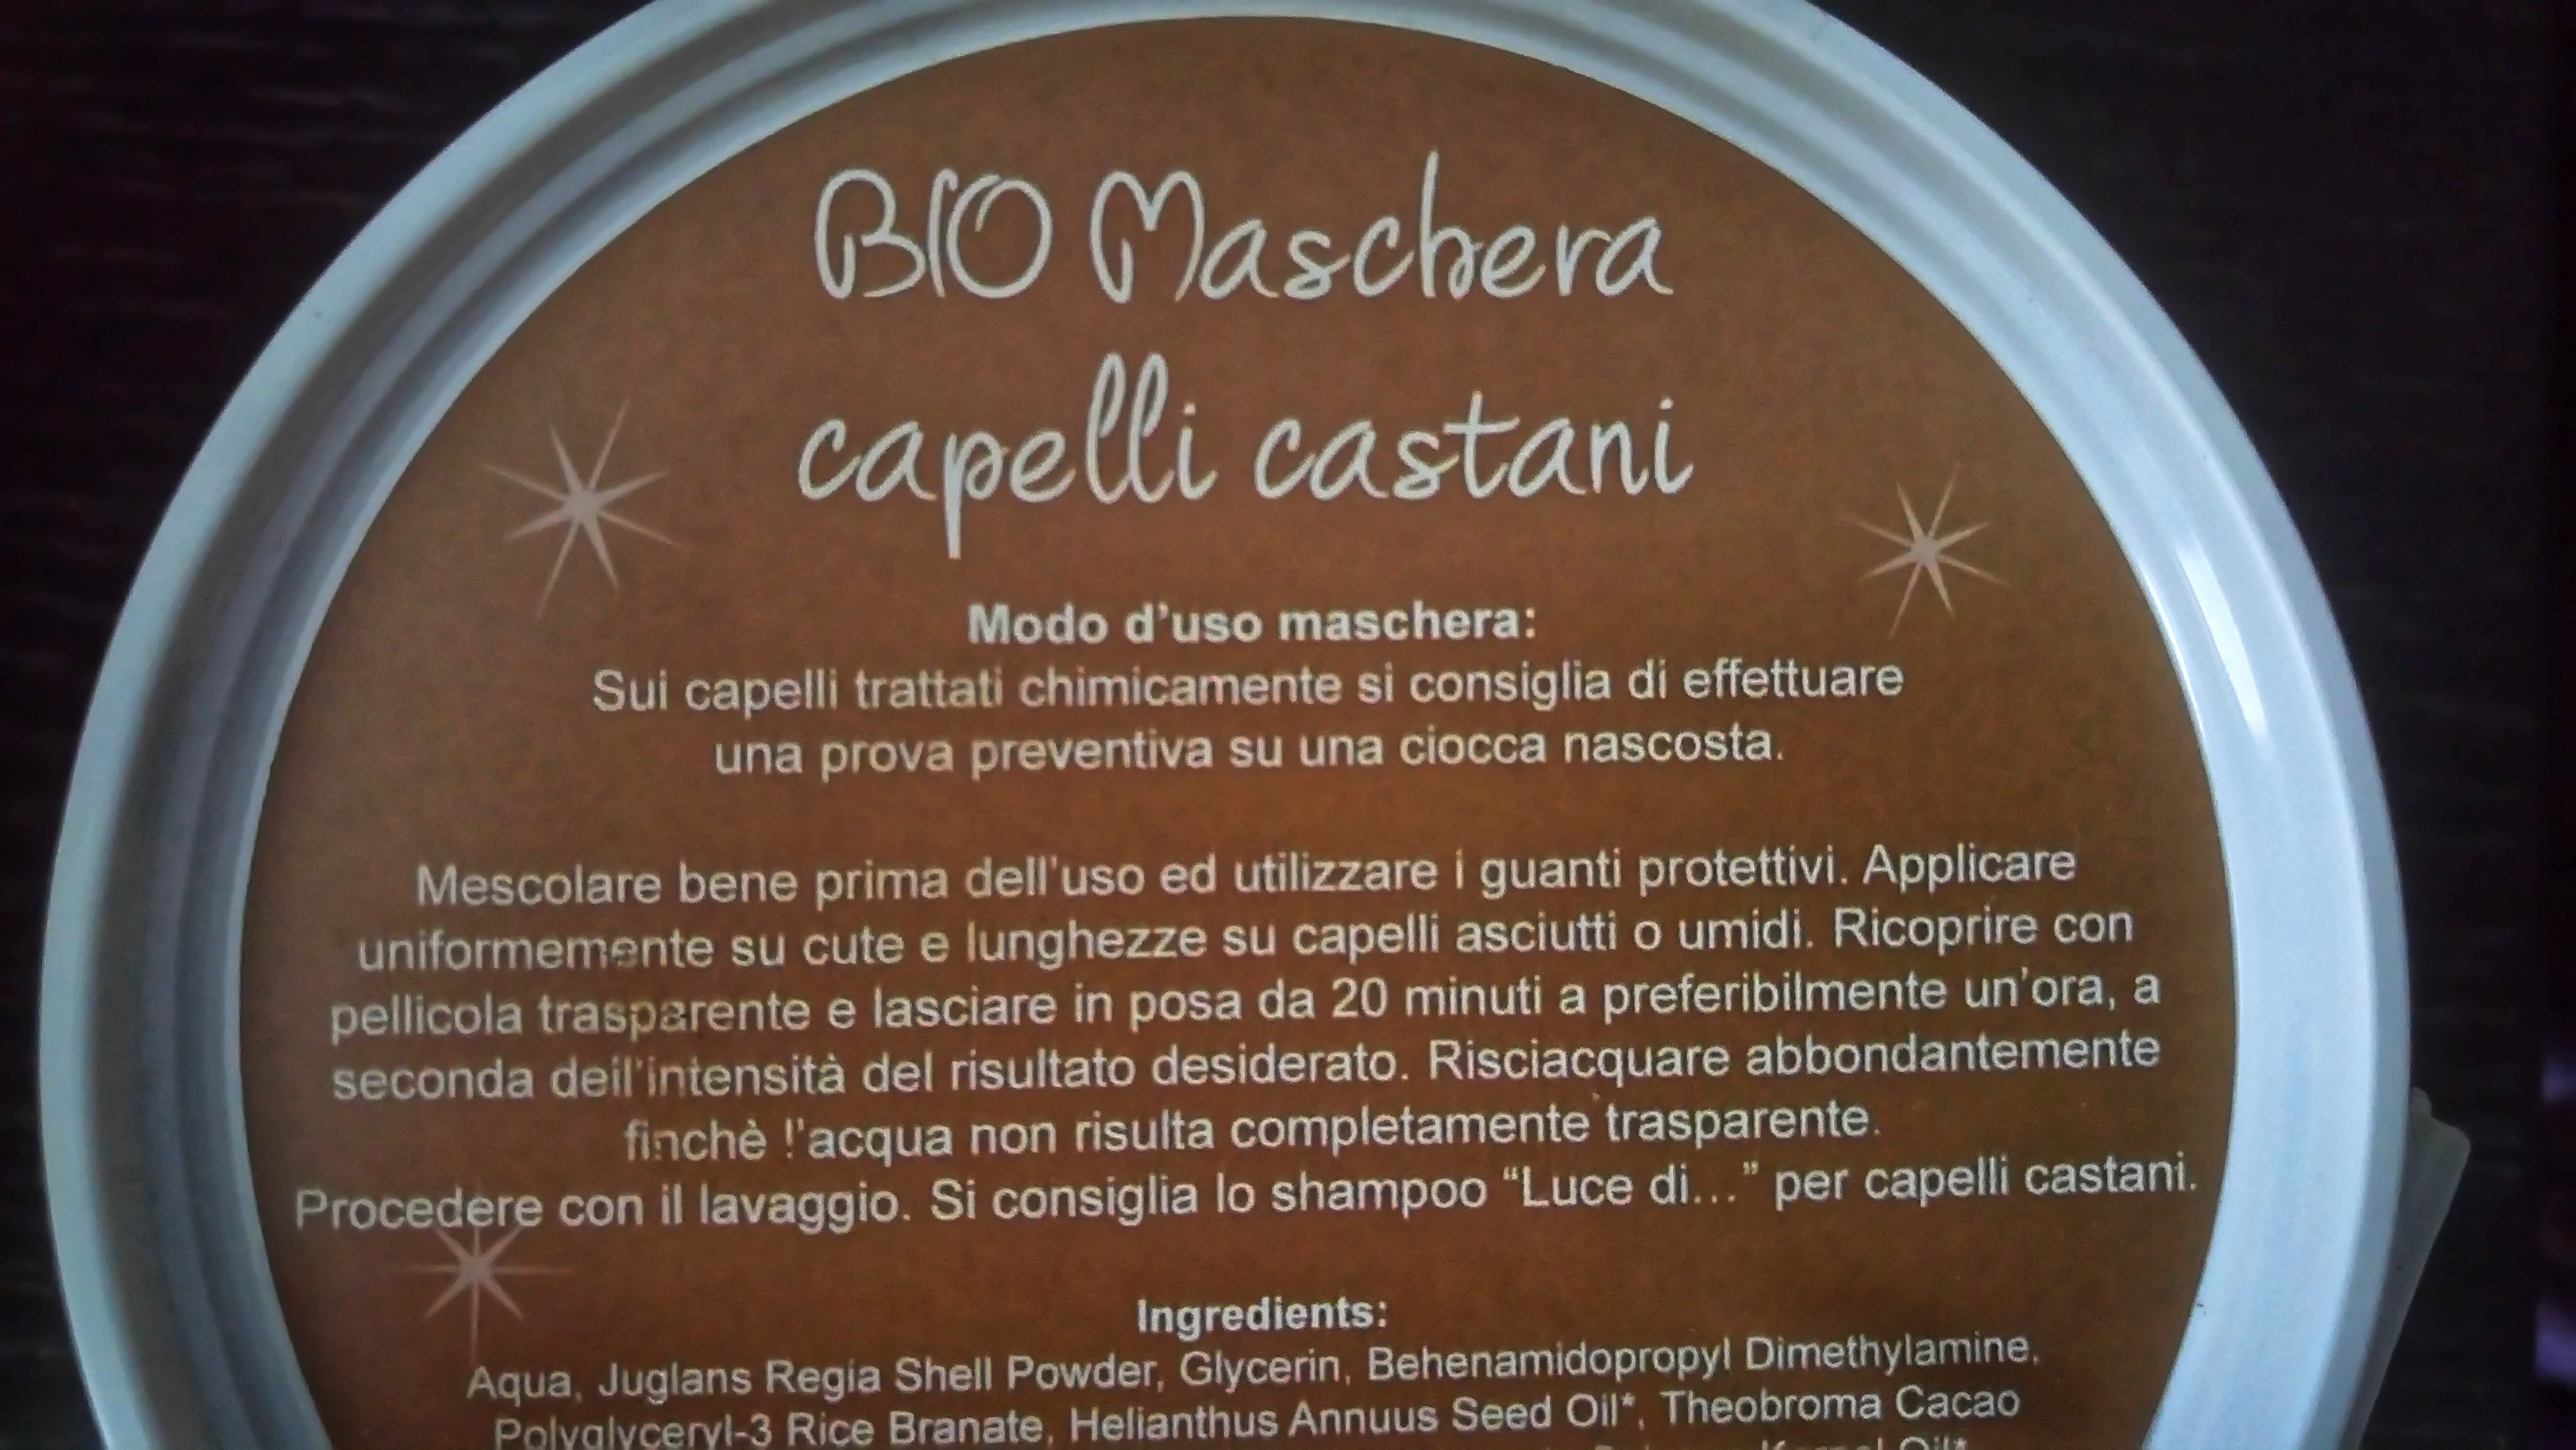 BIO Maschera
capelli castani
Modo d'uso maschera:
Sui capelli trattati chimicamente si consiglia di effettuare
una prova preventiva su una ciocca nascosta.
Mescolare bene prima dell'uso ed utilizzare i guanti protettivi. Applicare
uniformemente su cute e lunghezze su capelli asciutti o umidi. Ricoprire con
pellicola trasparente e lasciare in posa da 20 minuti a preferibilmente un'ora, a
seconda dell'intensità del risultato desiderato. Risciacquare abbondantemente
finchè l'acqua non risulta completamente trasparente.
Procedere con il lavaggio. Si consiglia lo shampoo “Luce di...” per capelli castani.
Ingredients:
Aqua, Juglans Regia Shell Powder, Glycerin, Behenamidopropyl Dimethylamine,
Polyglyceryl-3 Rice Branate, Helianthus Annuus Seed Oil*, Theobroma Cacao
Kernel Oil*